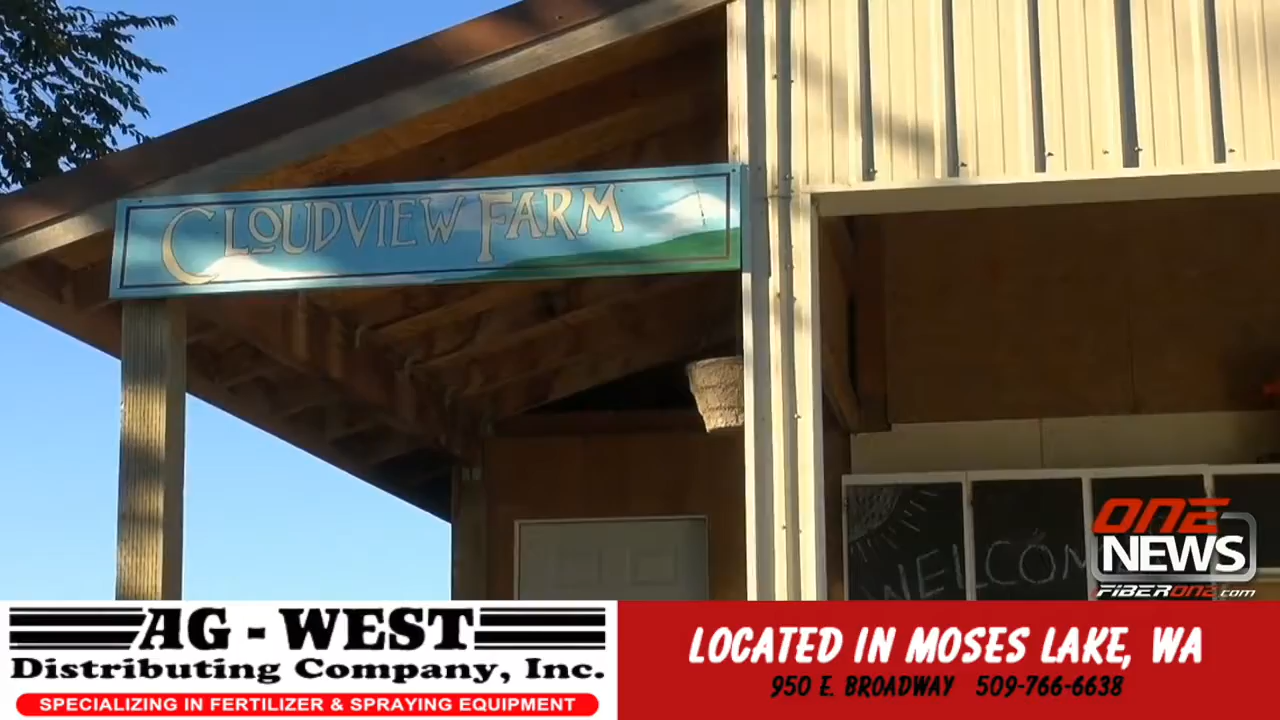 CLOUDVIEW FARM
WELCOM
ONE
NEWS
FIBERONE.com
AG-WEST
Distributing Company, Inc.
SPECIALIZING IN FERTILIZER & SPRAYING EQUIPMENT
LOCATED IN MOSES LAKE, WA
950 E. BROADWAY 509-766-6638